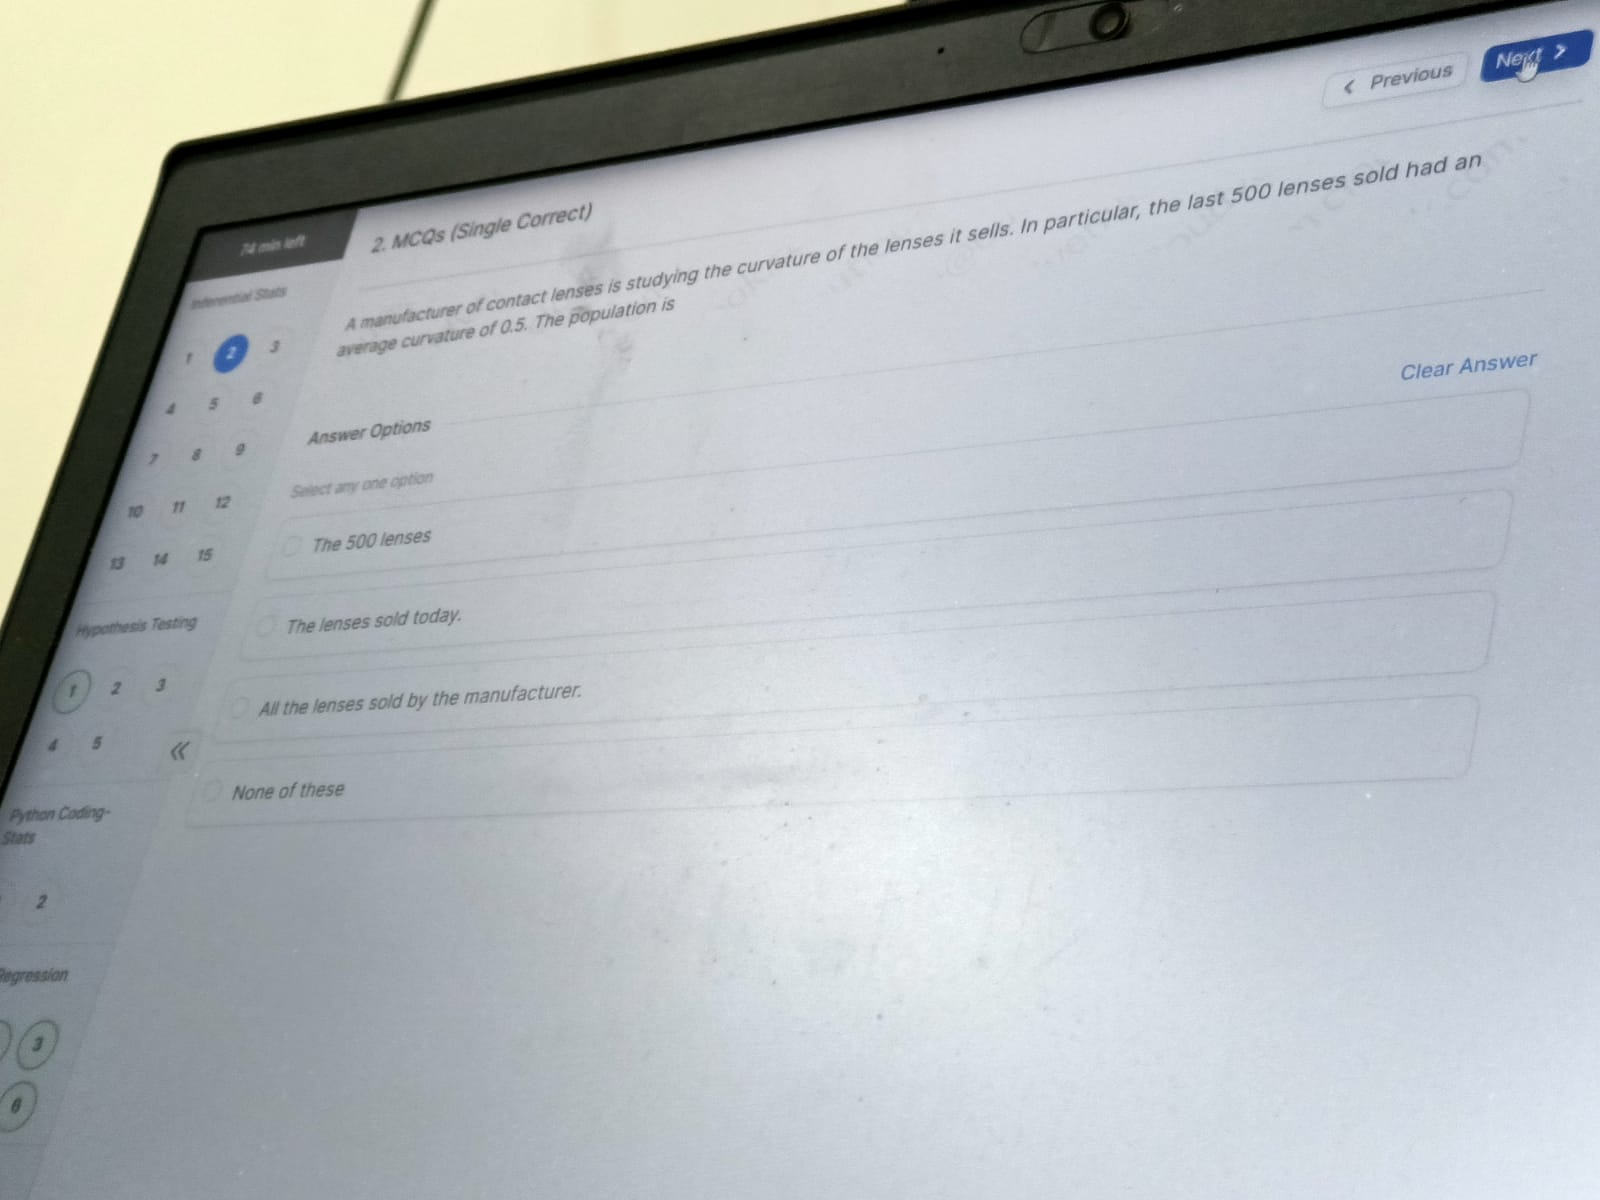 Previous
Next
74 min left
2. MCQs (Single Correct)
Inferential Stats
1 2 3
4 5 6
7 8 9
10 11 12
13 14 15
A manufacturer of contact lenses is studying the curvature of the lenses it sells. In particular, the last 500 lenses sold had an
average curvature of 0.5. The population is
Clear Answer
Answer Options
Select any one option
The 500 lenses
The lenses sold today.
All the lenses sold by the manufacturer.
None of these
Hypothesis Testing
1 2 3
4 5
Python Coding-
Stats
2
Regression
3
6